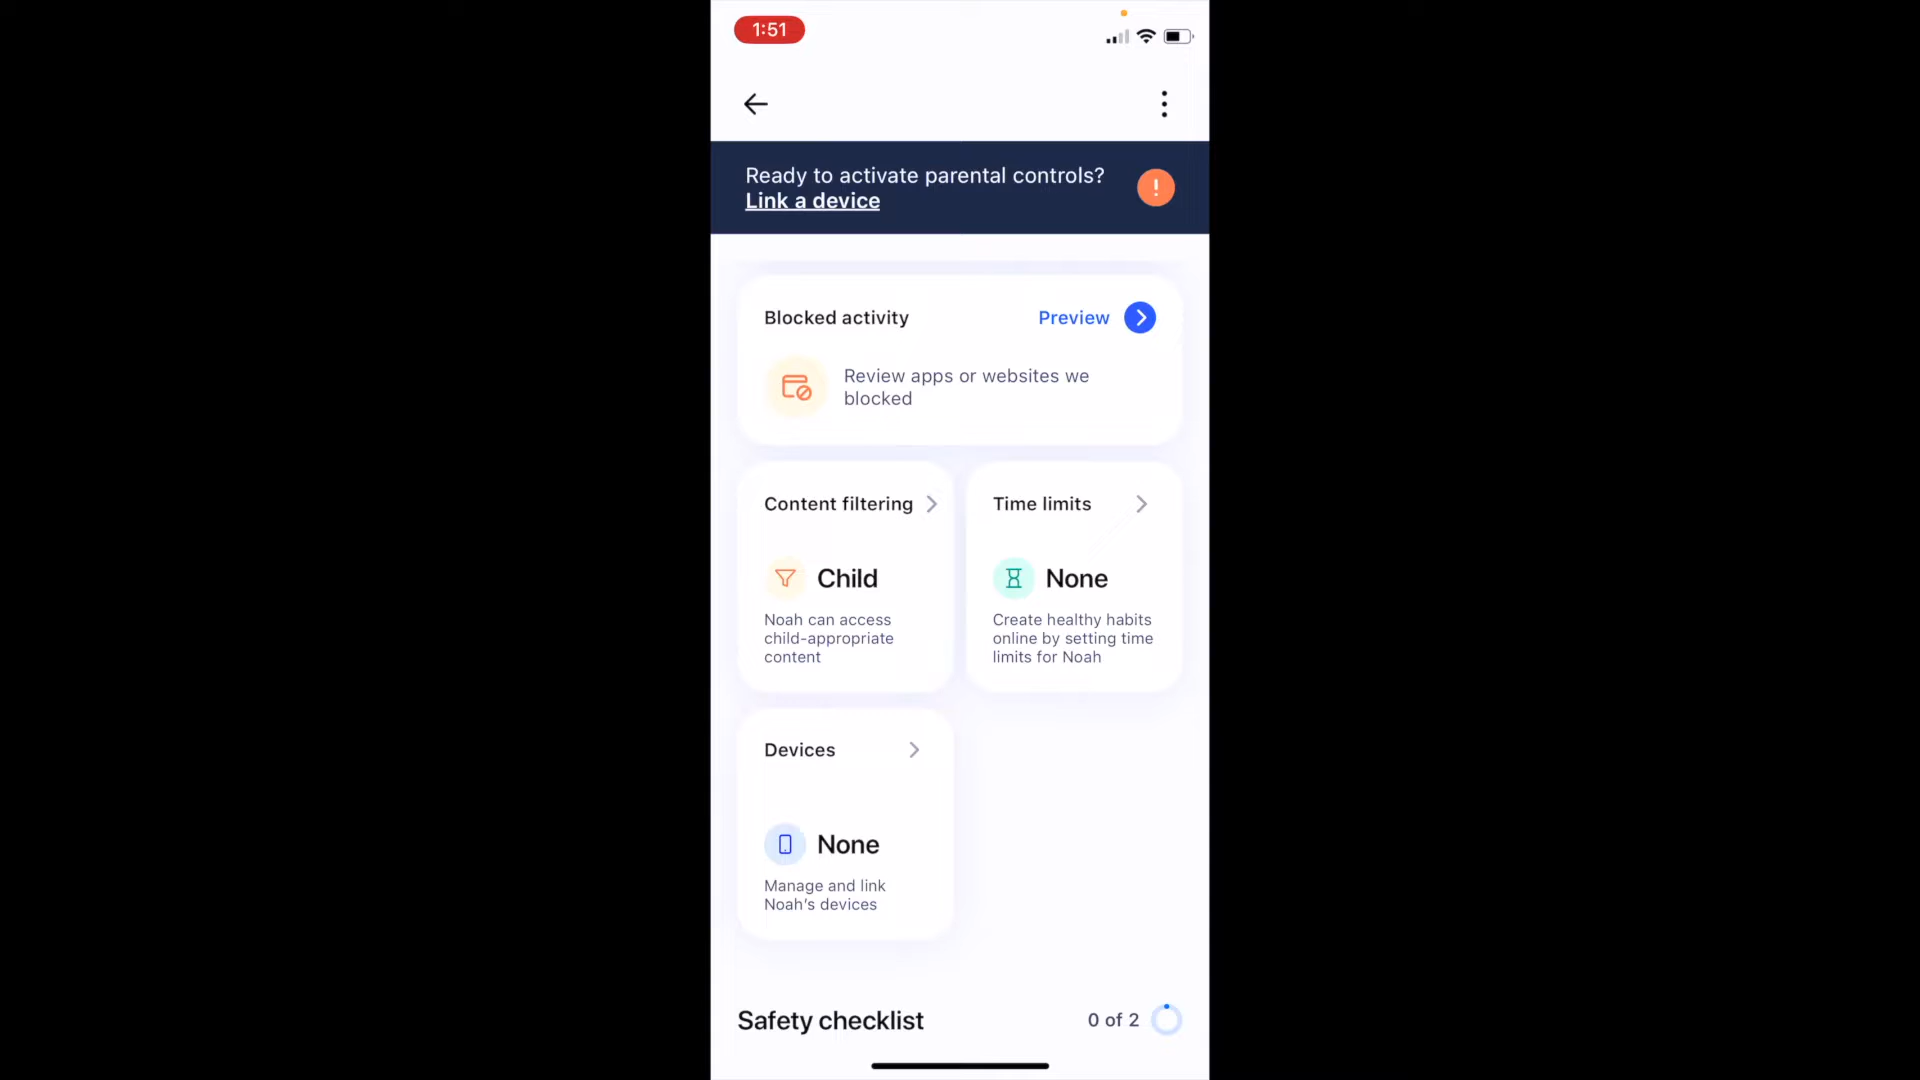 1:51
Ready to activate parental controls?
Link a device
Blocked activity
Preview
Review apps or websites we
blocked
Content filtering
Child
Noah can access
child-appropriate
content
Time limits
None
Create healthy habits
online by setting time
limits for Noah
Devices
None
Manage and link
Noah's devices
Safety checklist
0 of 2